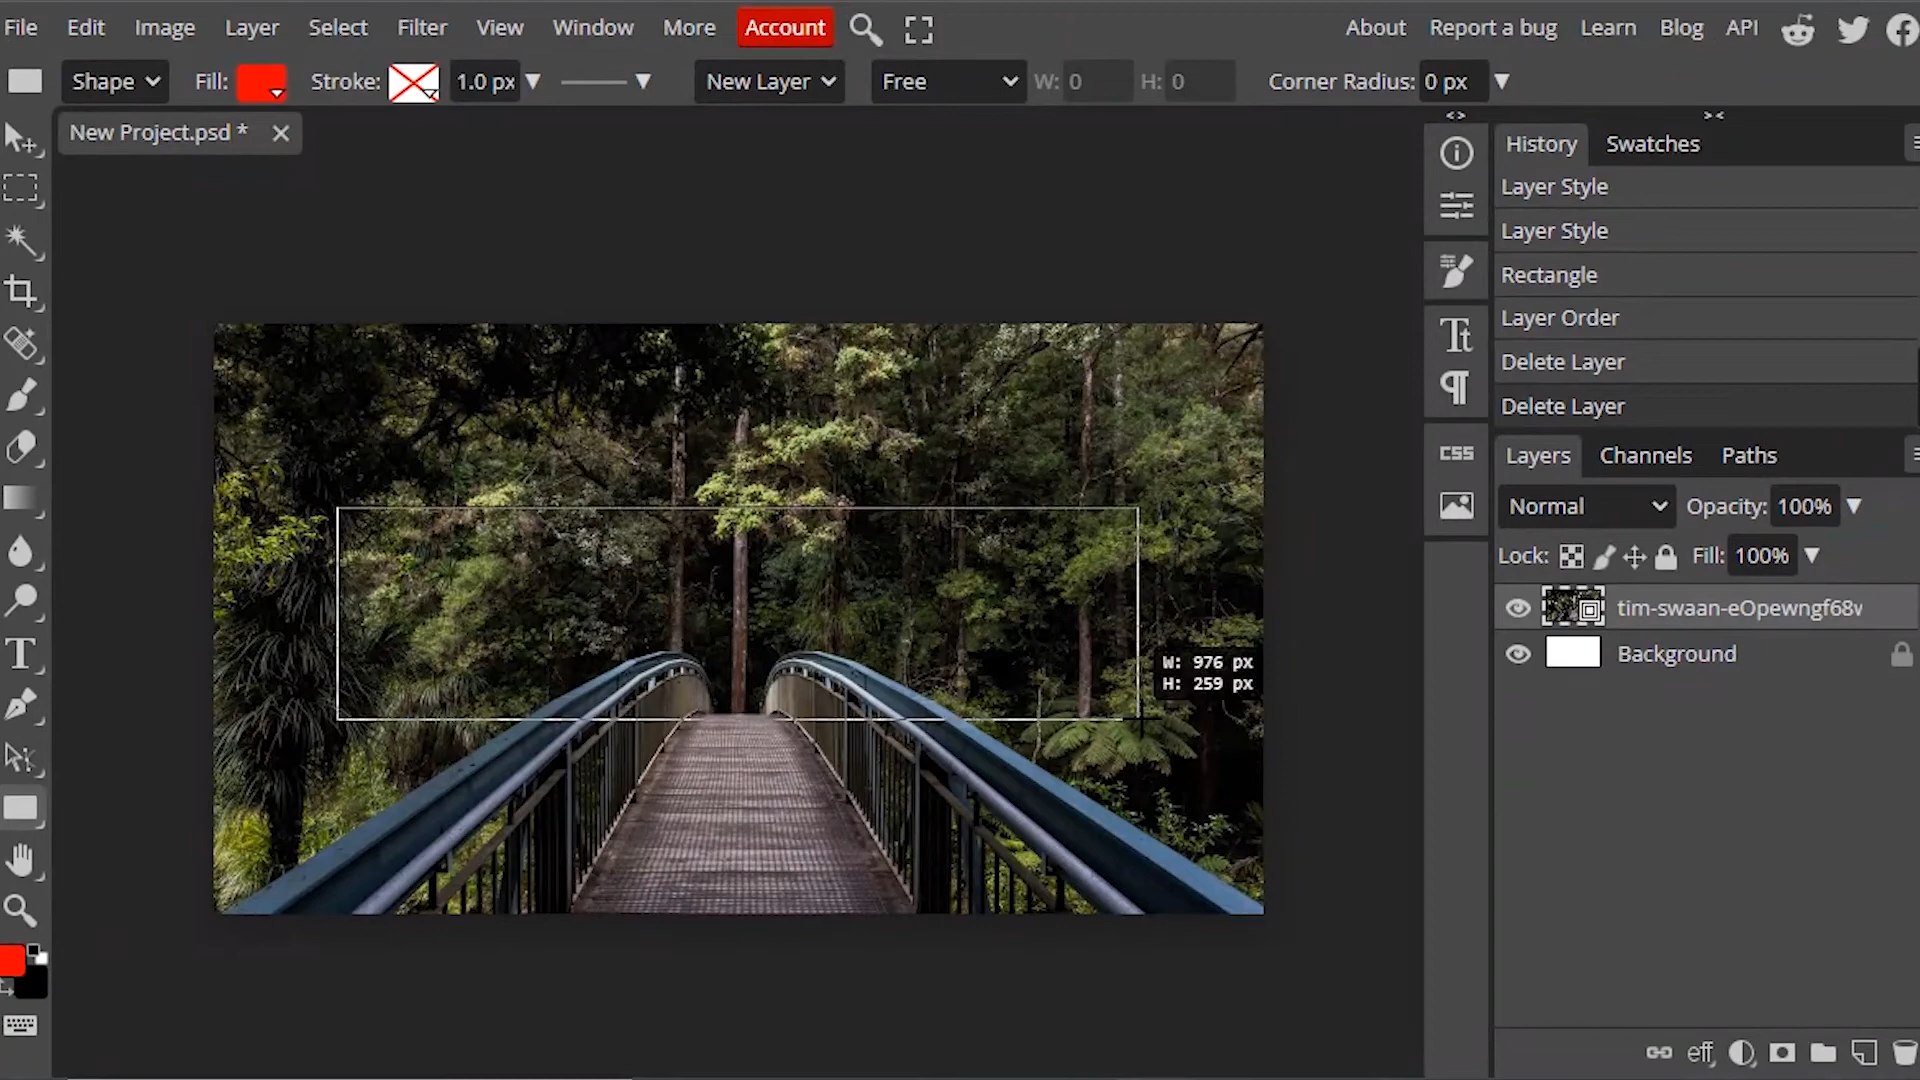 File Edit Image Layer Select Filter View Window More Account About Report a bug Learn Blog API
Shape Fill: Stroke: 1.0 px New Layer Free W: 0 H: 0 Corner Radius: 0 px
New Project.psd *
History Swatches
Layer Style
Layer Style
Rectangle
Layer Order
Delete Layer
Delete Layer
Tt
CSS
Layers Channels Paths
Normal Opacity: 100%
Lock: Fill: 100%
tim-swaan-eOpewngf68v
Background
W: 976 px
H: 259 px
T
eff